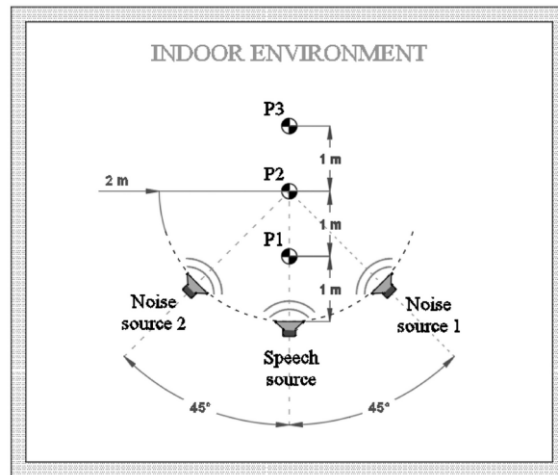 INDOOR ENVIRONMENT
P3
1 m
P2
2 m
1 m
P1
1 m
Noise
source 2
Noise
source 1
Speech
source
45°
45°